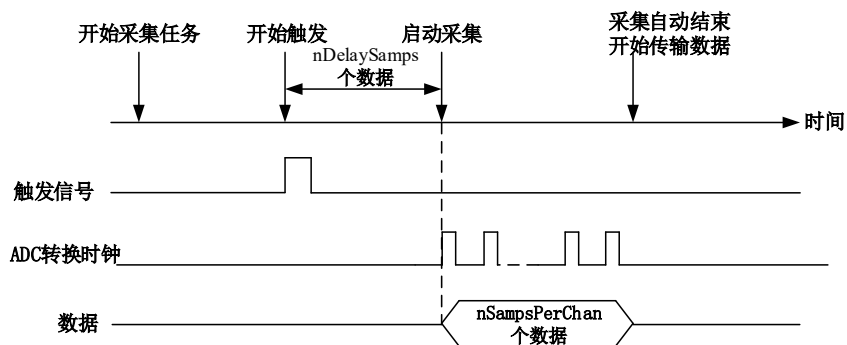 开始采集任务
开始触发
启动采集
采集自动结束
开始传输数据
nDelaySamps
个数据
时间
触发信号
ADC转换时钟
数据
nSampsPerChan
个数据